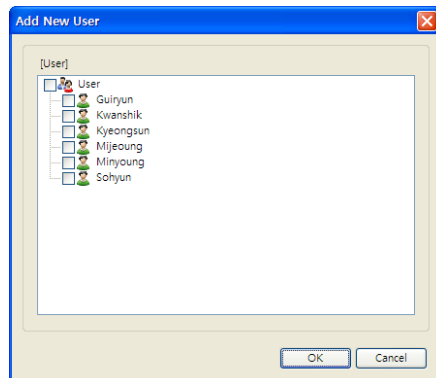 Add New User
[User]
User
Guiryun
Kwanshik
Kyeongsun
Mijeoung
Minyoung
Sohyun
OK Cancel